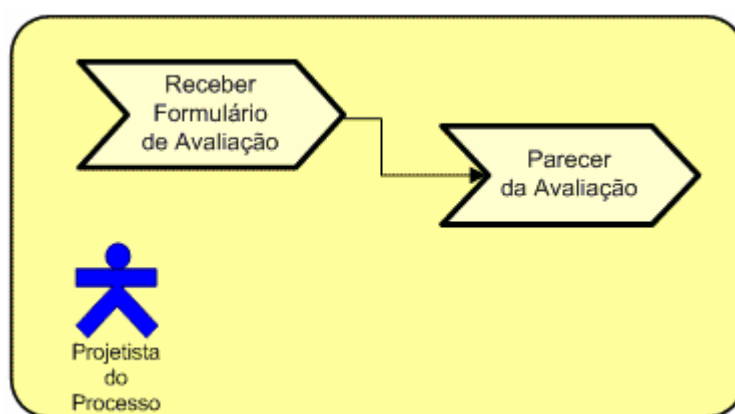 Receber
Formulário
de Avaliação
Parecer
da Avaliação
Projetista
do
Processo